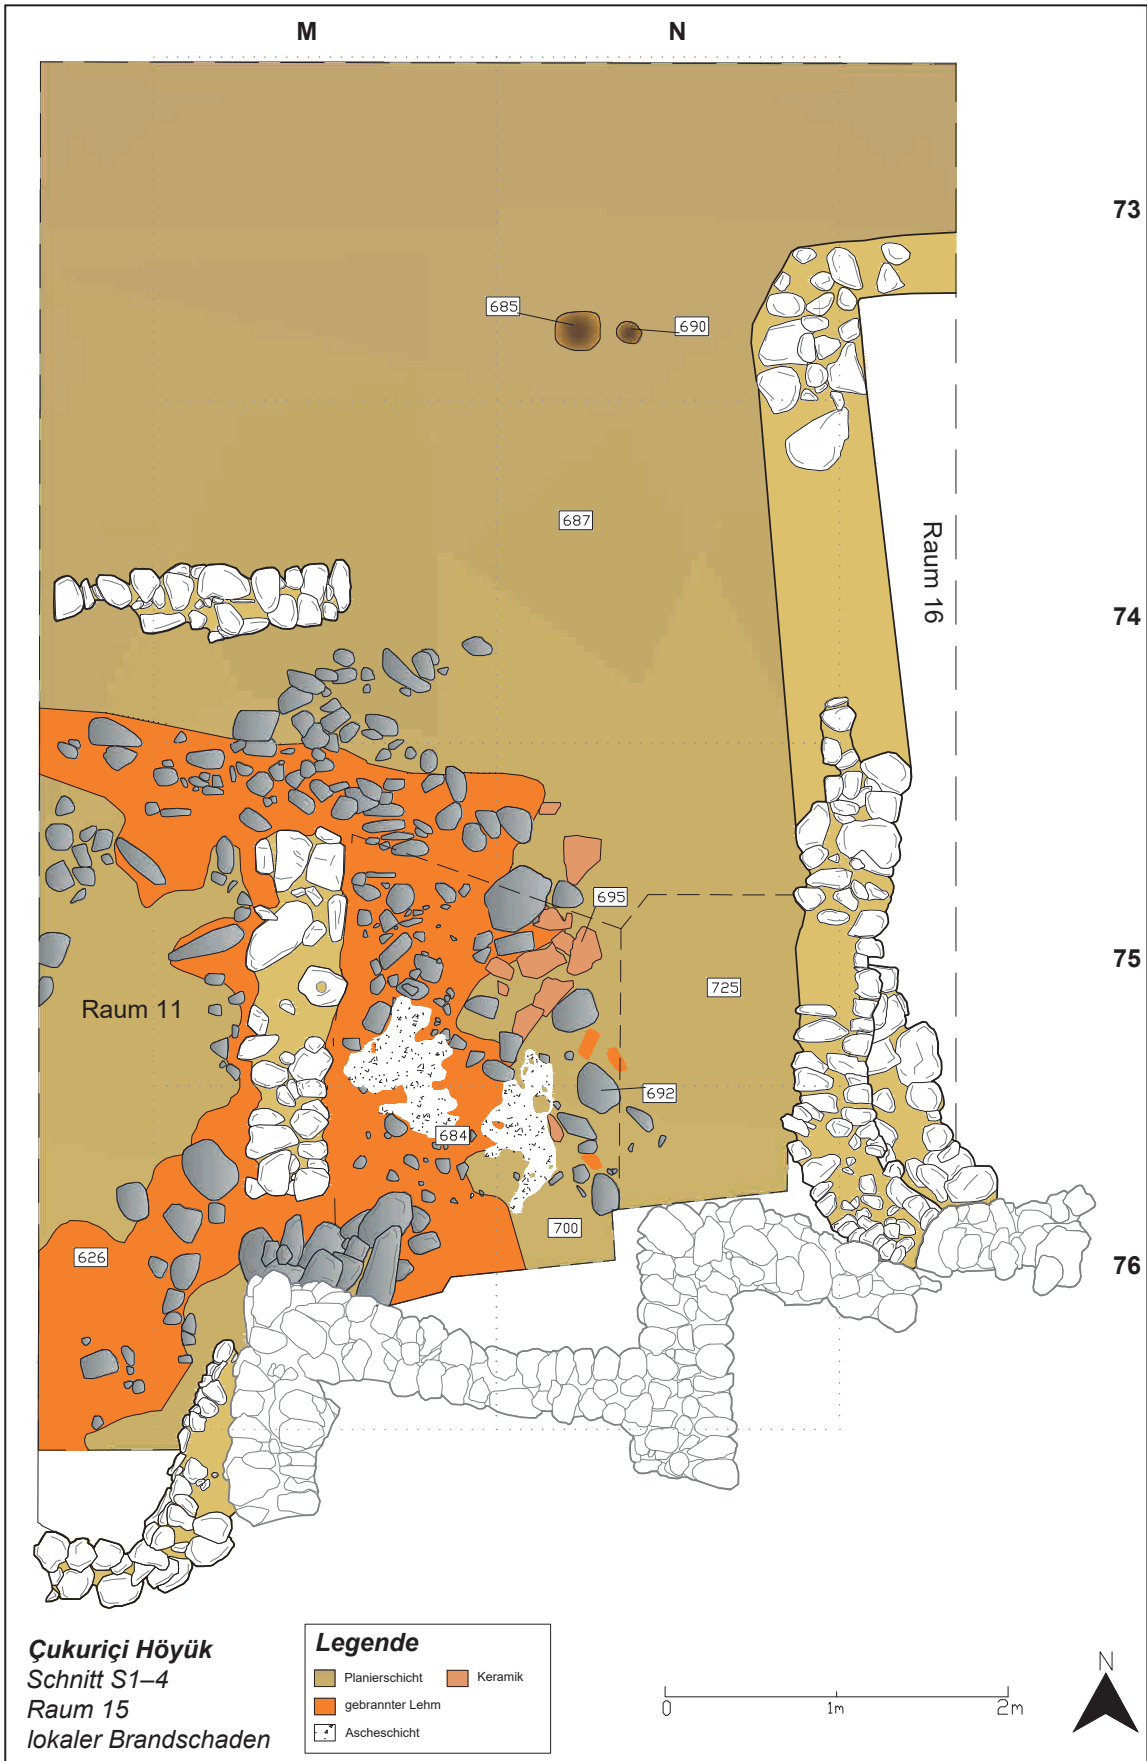 M N
73
685
690
687
Raum 16
74
695
75
725
Raum 11
692
684
700
626
76
Çukuriçi Höyük
Schnitt S1–4
Raum 15
lokaler Brandschaden
Legende
Planierschicht Keramik
gebrannter Lehm
Ascheschicht
0 1m 2m
N